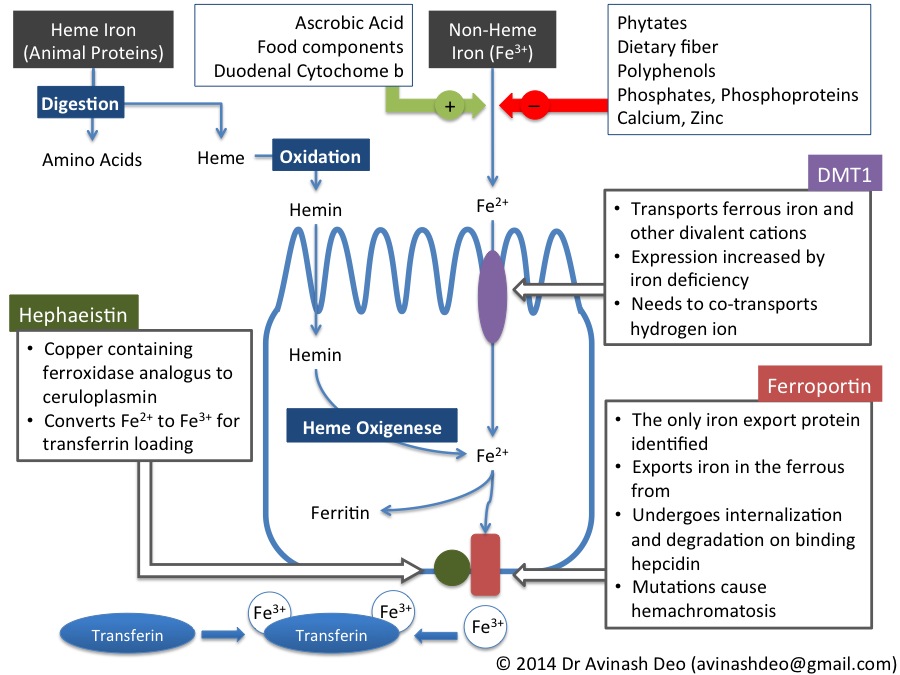 Heme Iron
(Animal Proteins)
Ascrobic Acid
Food components
Duodenal Cytochome b
Non-Heme
Iron (Fe³⁺)
Phytates
Dietary fiber
Polyphenols
Phosphates, Phosphoproteins
Calcium, Zinc
+
−
Digestion
Amino Acids
Heme
Oxidation
Hemin
Fe²⁺
DMT1
• Transports ferrous iron and
other divalent cations
• Expression increased by
iron deficiency
• Needs to co-transports
hydrogen ion
Hephaeistin
• Copper containing
ferroxidase analogus to
ceruloplasmin
• Converts Fe²⁺ to Fe³⁺ for
transferrin loading
Hemin
Heme Oxigenese
Fe²⁺
Ferritin
Ferroportin
• The only iron export protein
identified
• Exports iron in the ferrous
from
• Undergoes internalization
and degradation on binding
hepcidin
• Mutations cause
hemachromatosis
Fe³⁺
Fe³⁺
Fe³⁺
Transferin
Transferin
© 2014 Dr Avinash Deo (avinashdeo@gmail.com)